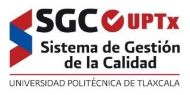 SGC UPTx
Sistema de Gestión
de la Calidad
UNIVERSIDAD POLITÉCNICA DE TLAXCALA